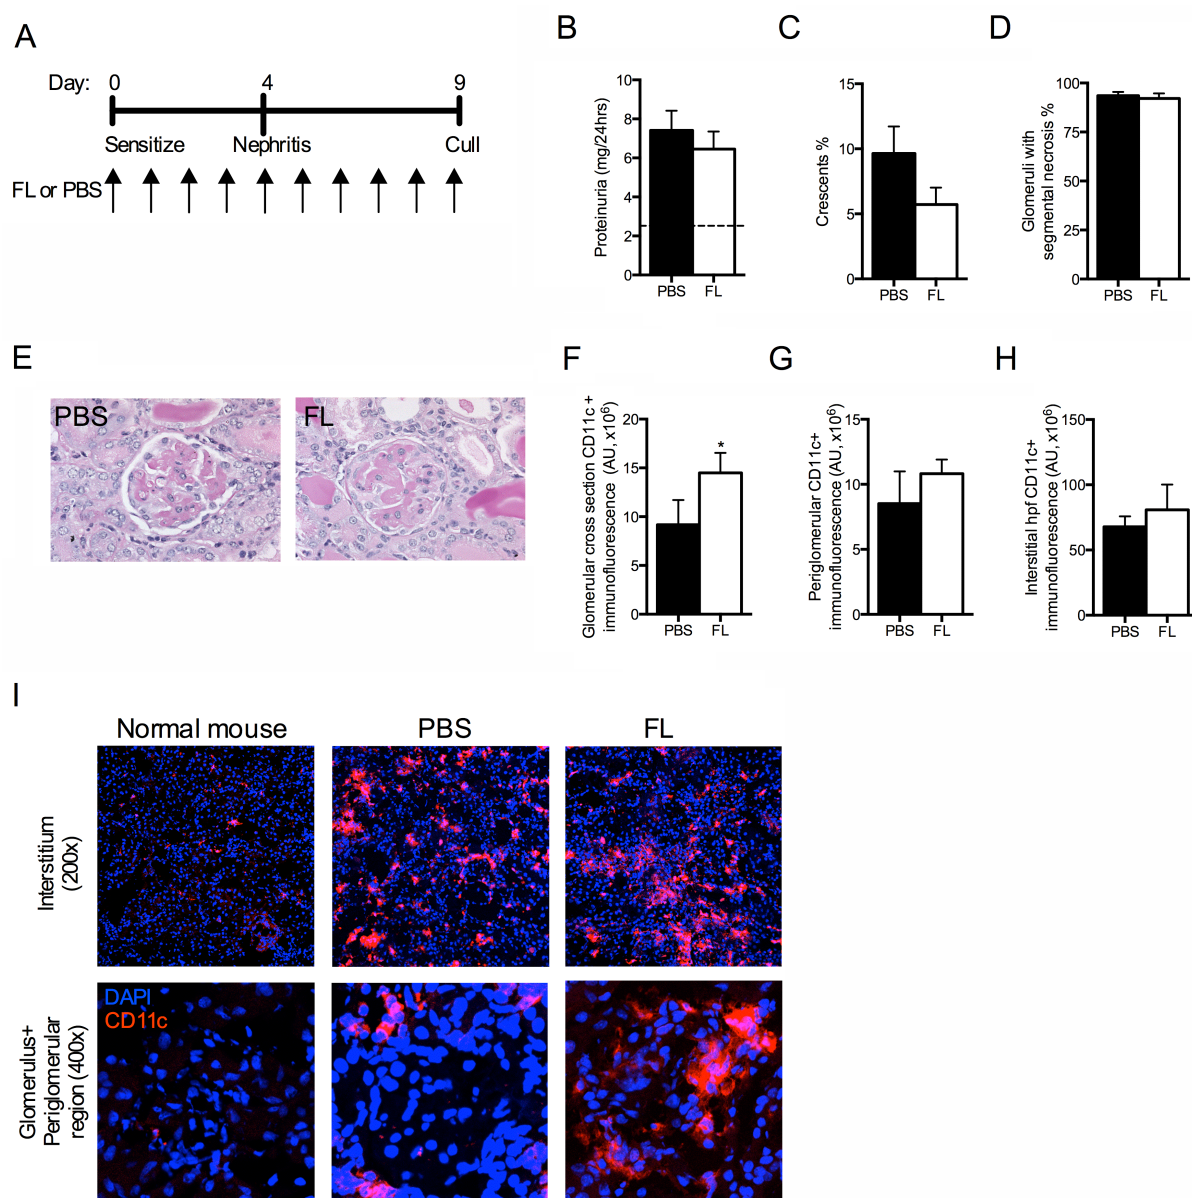 A
Day: 0 4 9
Sensitize Nephritis Cull
FL or PBS
B
Proteinuria (mg/24hrs)
10
8
6
4
2
0
PBS FL
C
Crescents %
15
10
5
0
PBS FL
D
Glomeruli with
segmental necrosis %
100
75
50
25
0
PBS FL
E
PBS
FL
F
Glomerular cross section CD11c +
immunofluorescence (AU, x10⁶)
20
15
10
5
0
*
PBS FL
G
Periglomerular CD11c+
immunofluorescence (AU, x10⁶)
15
10
5
0
PBS FL
H
Interstitial hpf CD11c+
immunofluorescence (AU, x10⁶)
150
100
50
0
PBS FL
I
Normal mouse PBS FL
Interstitium
(200x)
Glomerulus+
Periglomerular
region (400x)
DAPI
CD11c